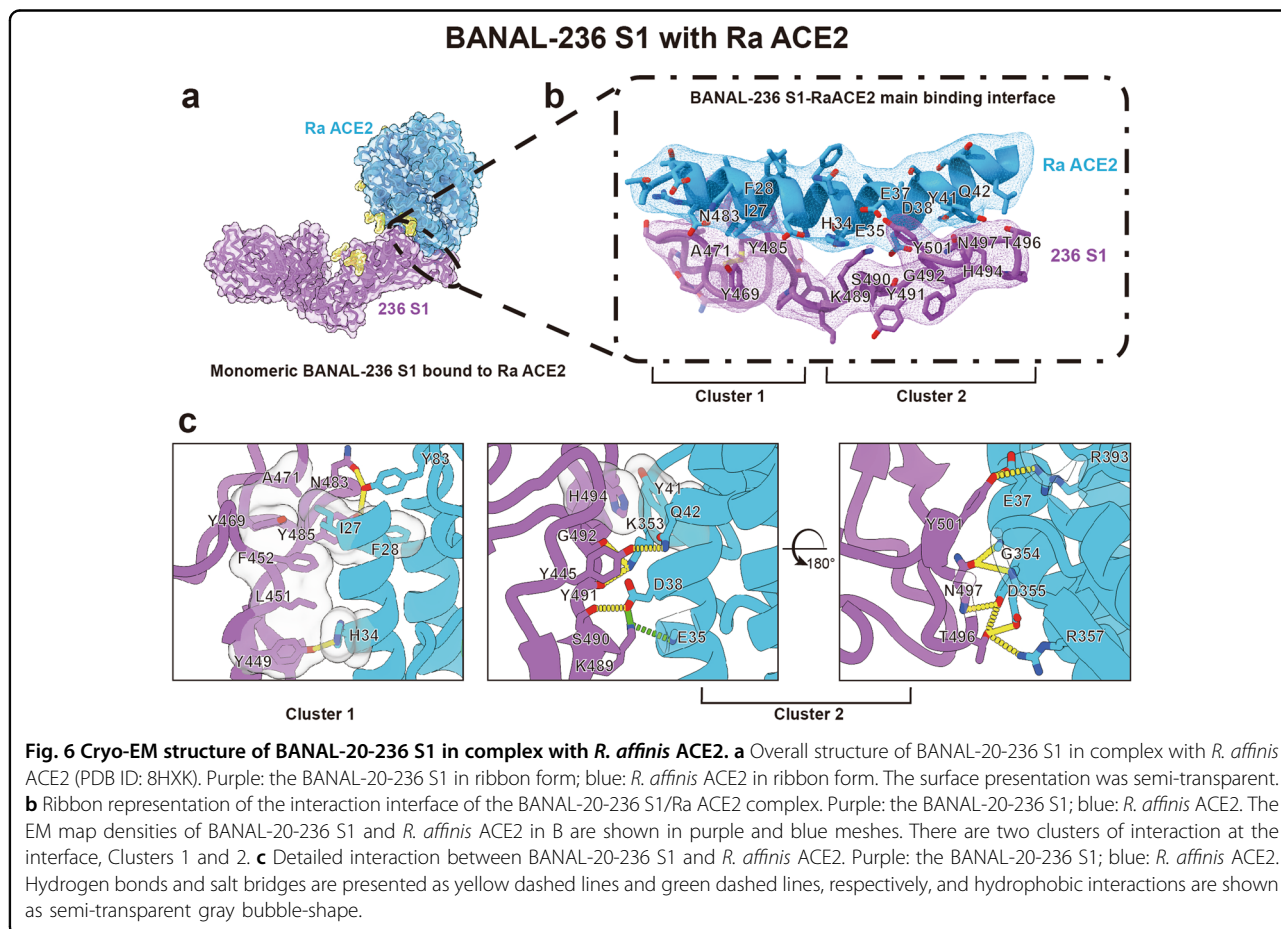 BANAL-236 S1 with Ra ACE2
a
Ra ACE2
236 S1
Monomeric BANAL-236 S1 bound to Ra ACE2
b
BANAL-236 S1-RaACE2 main binding interface
Ra ACE2
F28
E37
Y41
Q42
D38
N483
I27
H34
E35
A471
Y485
Y501
N497
T496
236 S1
Y469
S490
G492
H494
K489
Y491
Cluster 1
Cluster 2
c
A471
N483
Y83
Y469
Y485
I27
F28
F452
L451
H34
Y449
Cluster 1
H494
Y41
Q42
K353
G492
Y445
Y491
D38
S490
E35
K489
180°
R393
E37
Y501
G354
N497
D355
T496
R357
Cluster 2
Fig. 6 Cryo-EM structure of BANAL-20-236 S1 in complex with R. affinis ACE2. a Overall structure of BANAL-20-236 S1 in complex with R. affinis
ACE2 (PDB ID: 8HXK). Purple: the BANAL-20-236 S1 in ribbon form; blue: R. affinis ACE2 in ribbon form. The surface presentation was semi-transparent.
b Ribbon representation of the interaction interface of the BANAL-20-236 S1/Ra ACE2 complex. Purple: the BANAL-20-236 S1; blue: R. affinis ACE2. The
EM map densities of BANAL-20-236 S1 and R. affinis ACE2 in B are shown in purple and blue meshes. There are two clusters of interaction at the
interface, Clusters 1 and 2. c Detailed interaction between BANAL-20-236 S1 and R. affinis ACE2. Purple: the BANAL-20-236 S1; blue: R. affinis ACE2.
Hydrogen bonds and salt bridges are presented as yellow dashed lines and green dashed lines, respectively, and hydrophobic interactions are shown
as semi-transparent gray bubble-shape.